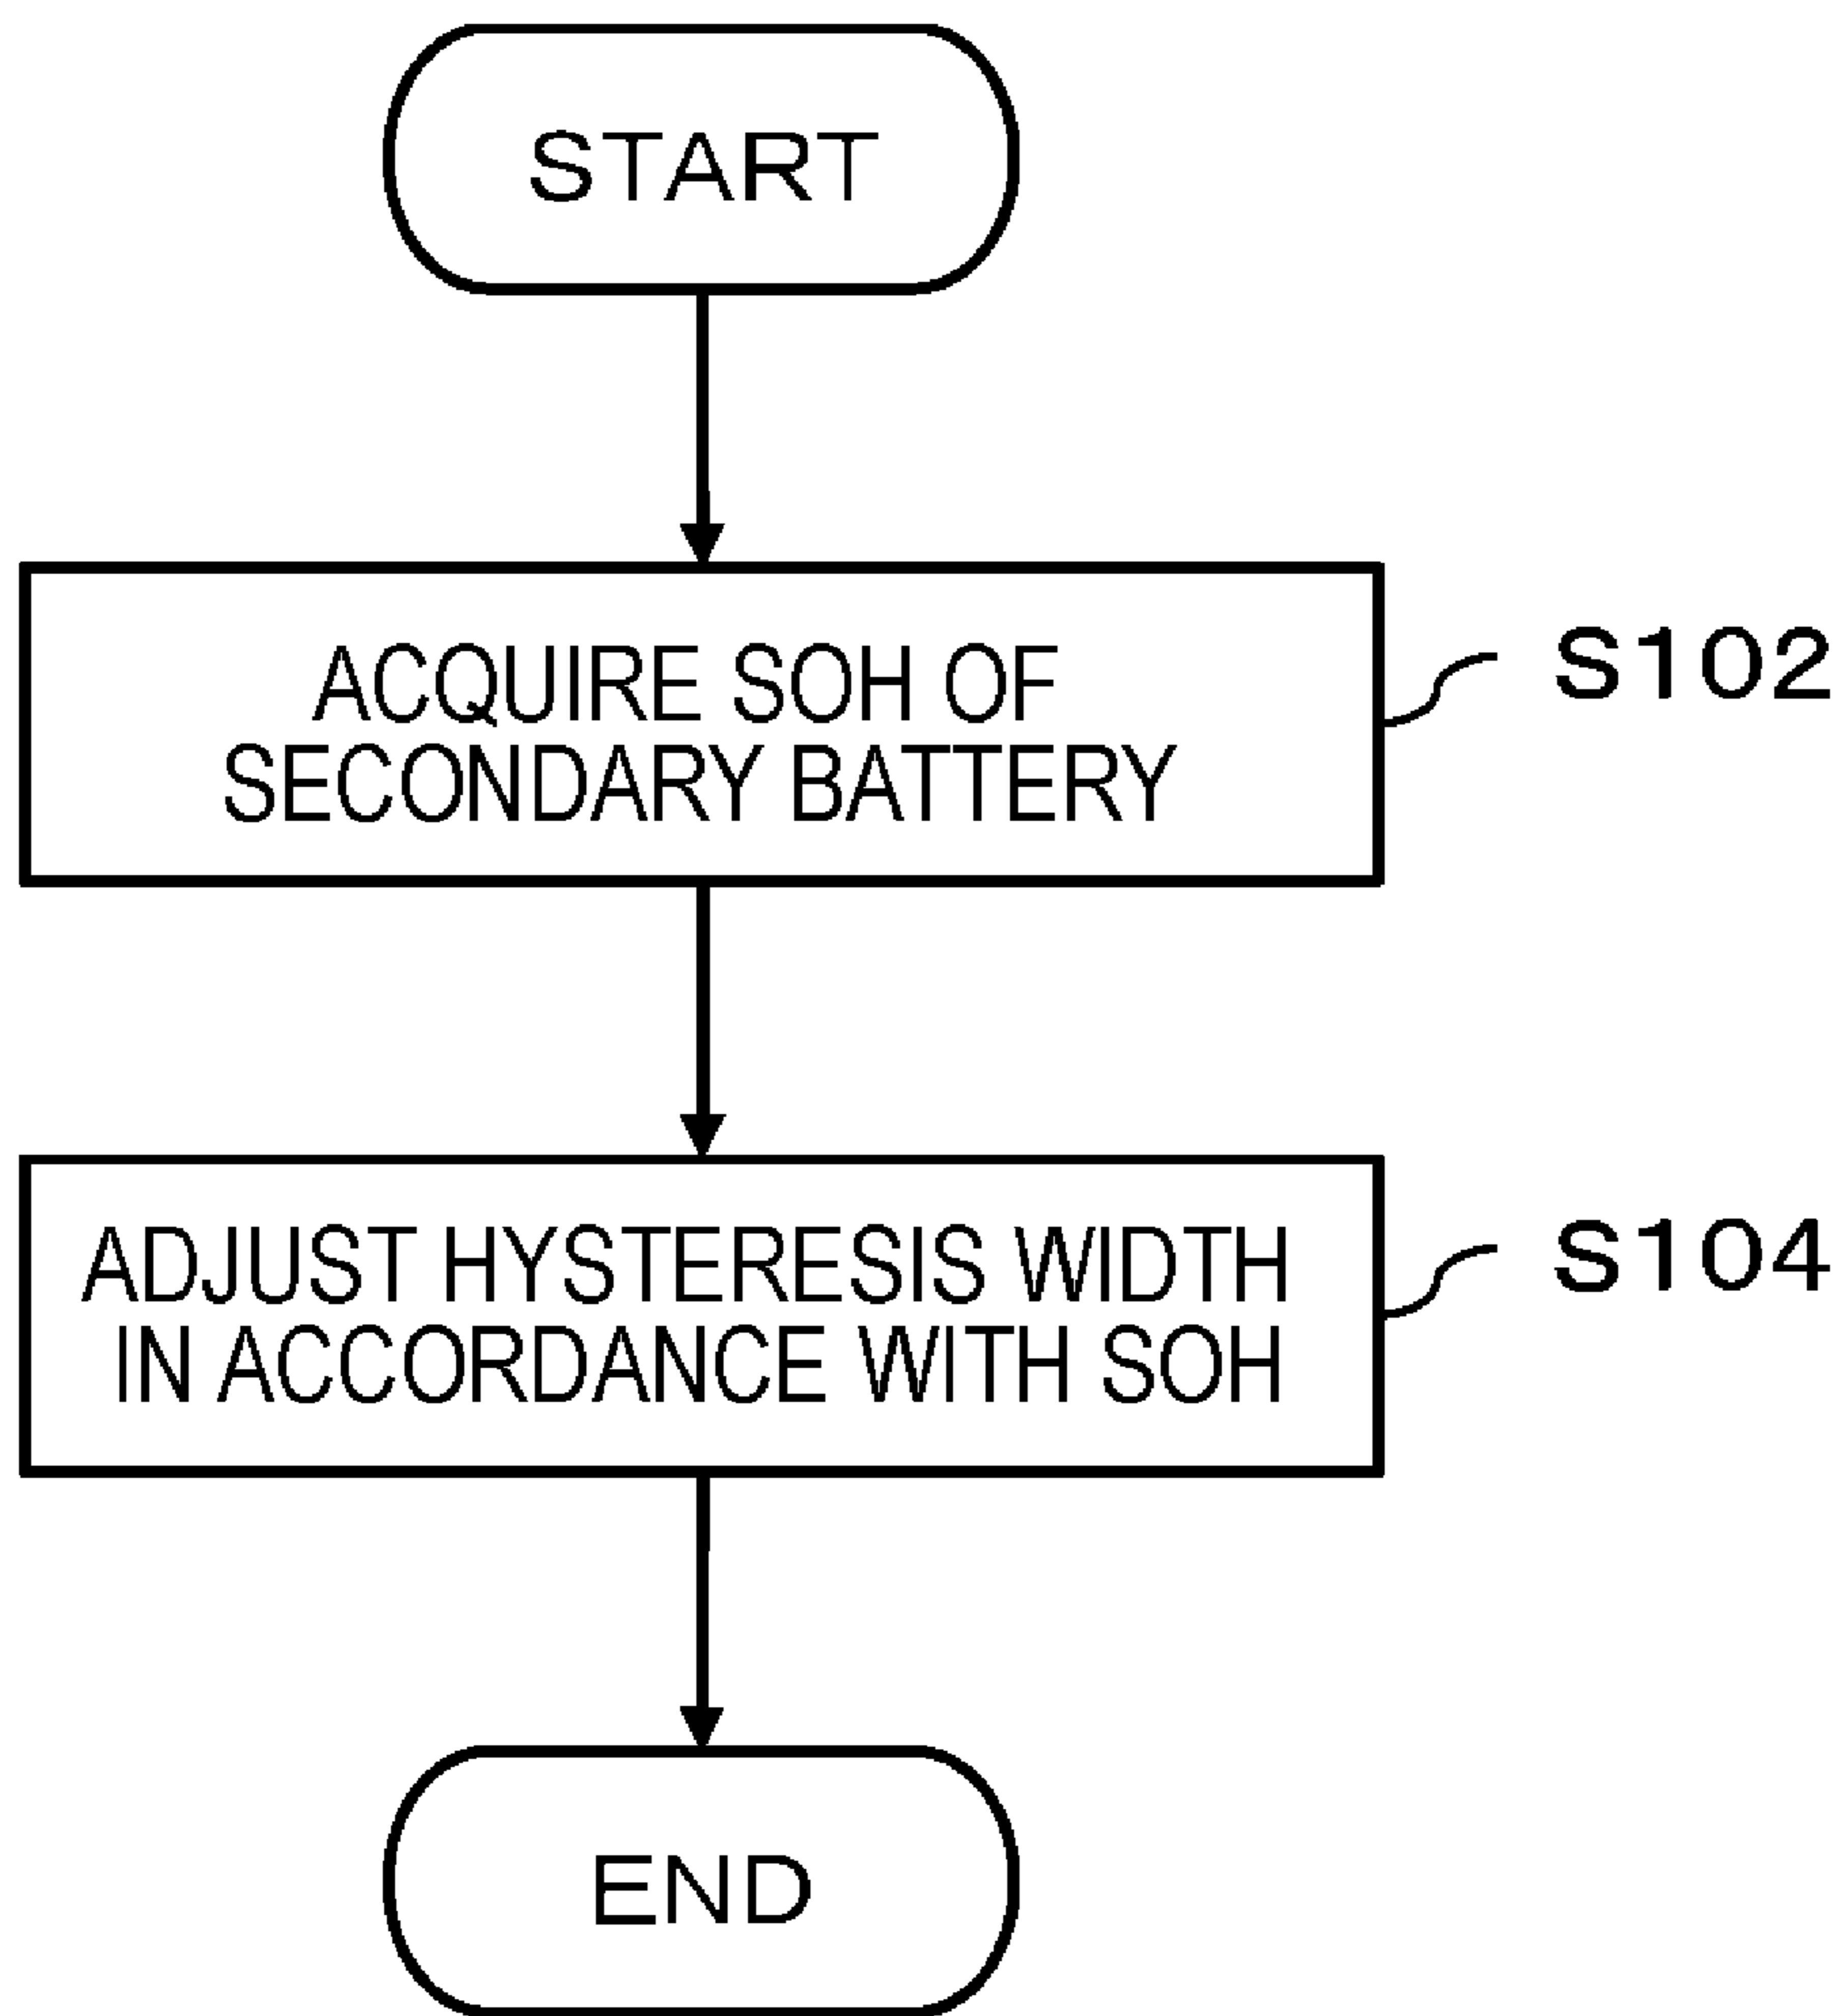 START
ACQUIRE SOH OF
SECONDARY BATTERY
S102
ADJUST HYSTERESIS WIDTH
IN ACCORDANCE WITH SOH
S104
END